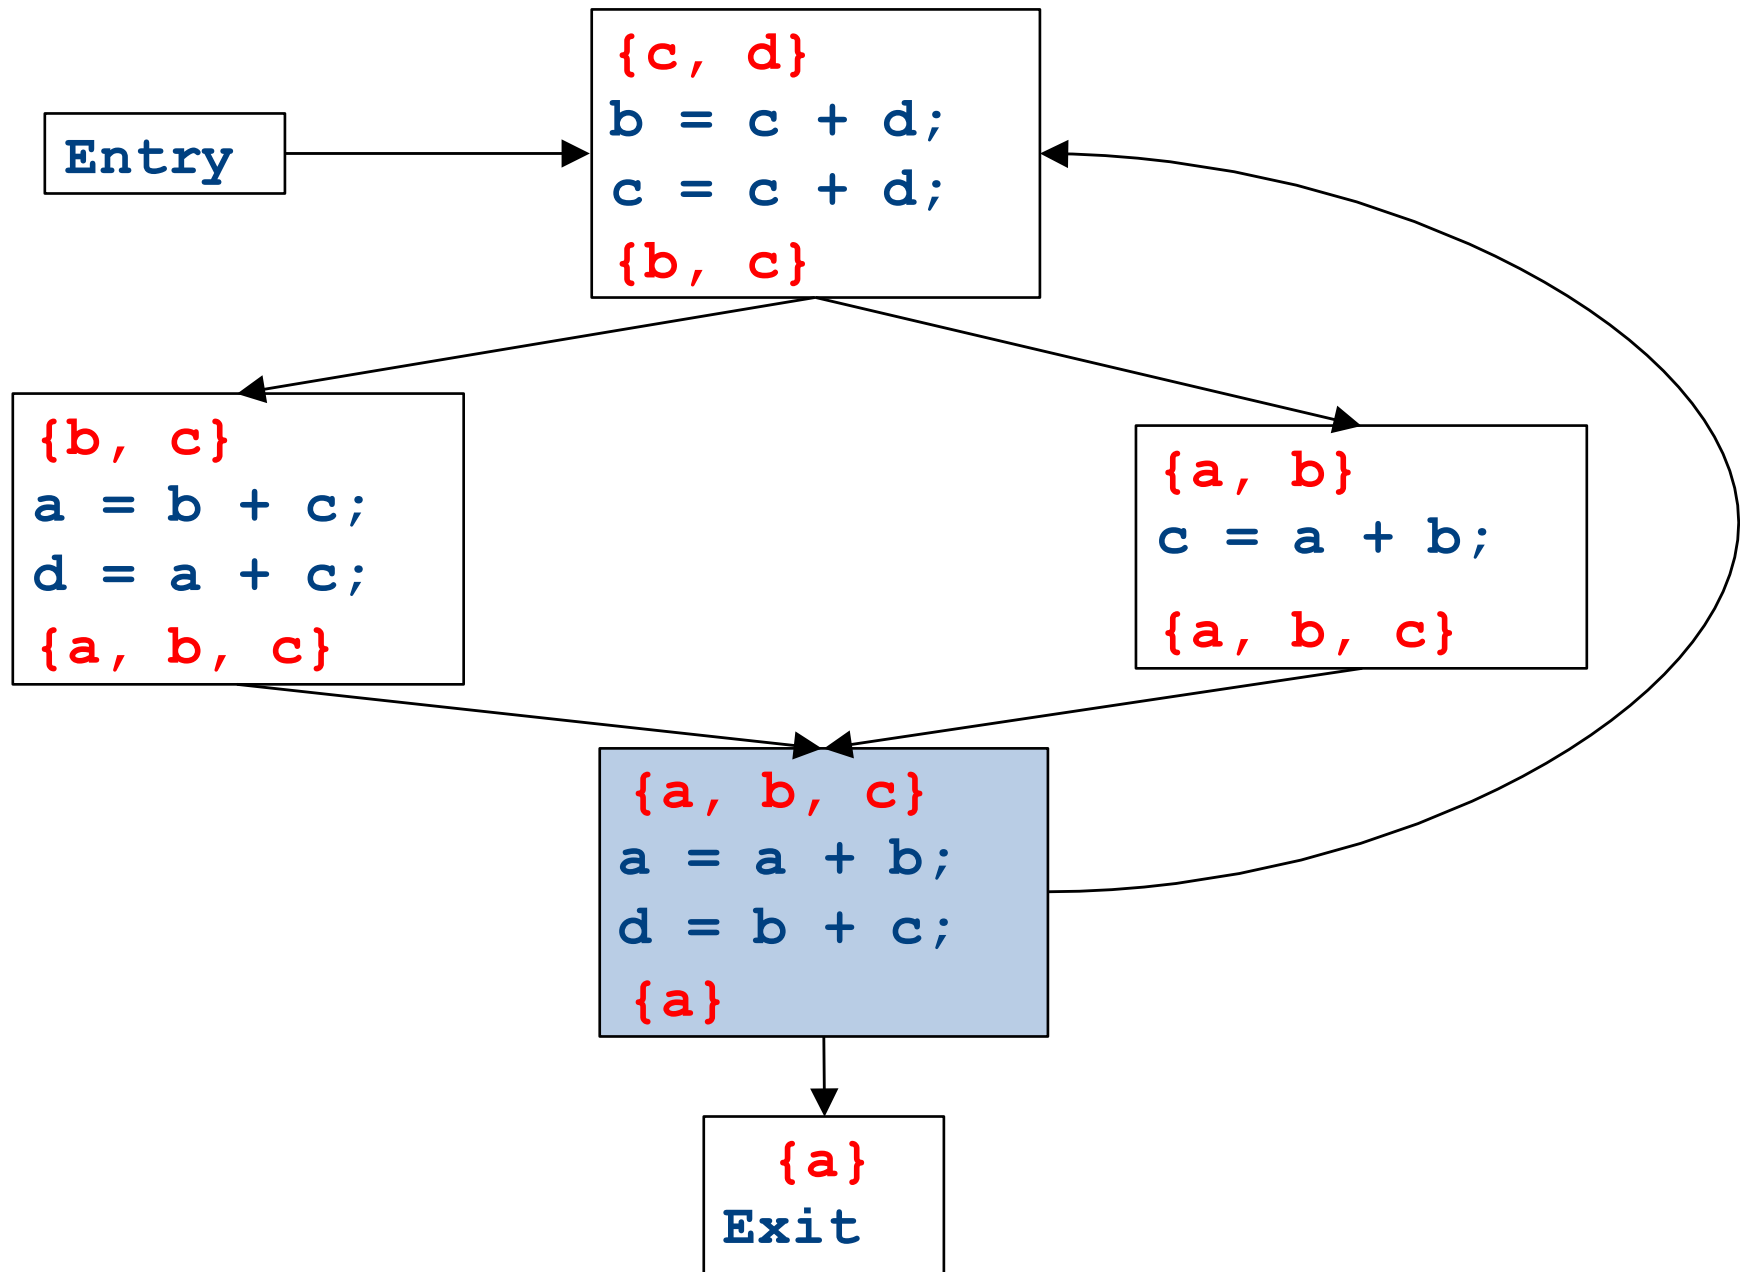 {c, d}
b = c + d;
c = c + d;
{b, c}
Entry
{b, c}
a = b + c;
d = a + c;
{a, b, c}
{a, b}
c = a + b;
{a, b, c}
{a, b, c}
a = a + b;
d = b + c;
{a}
{a}
Exit